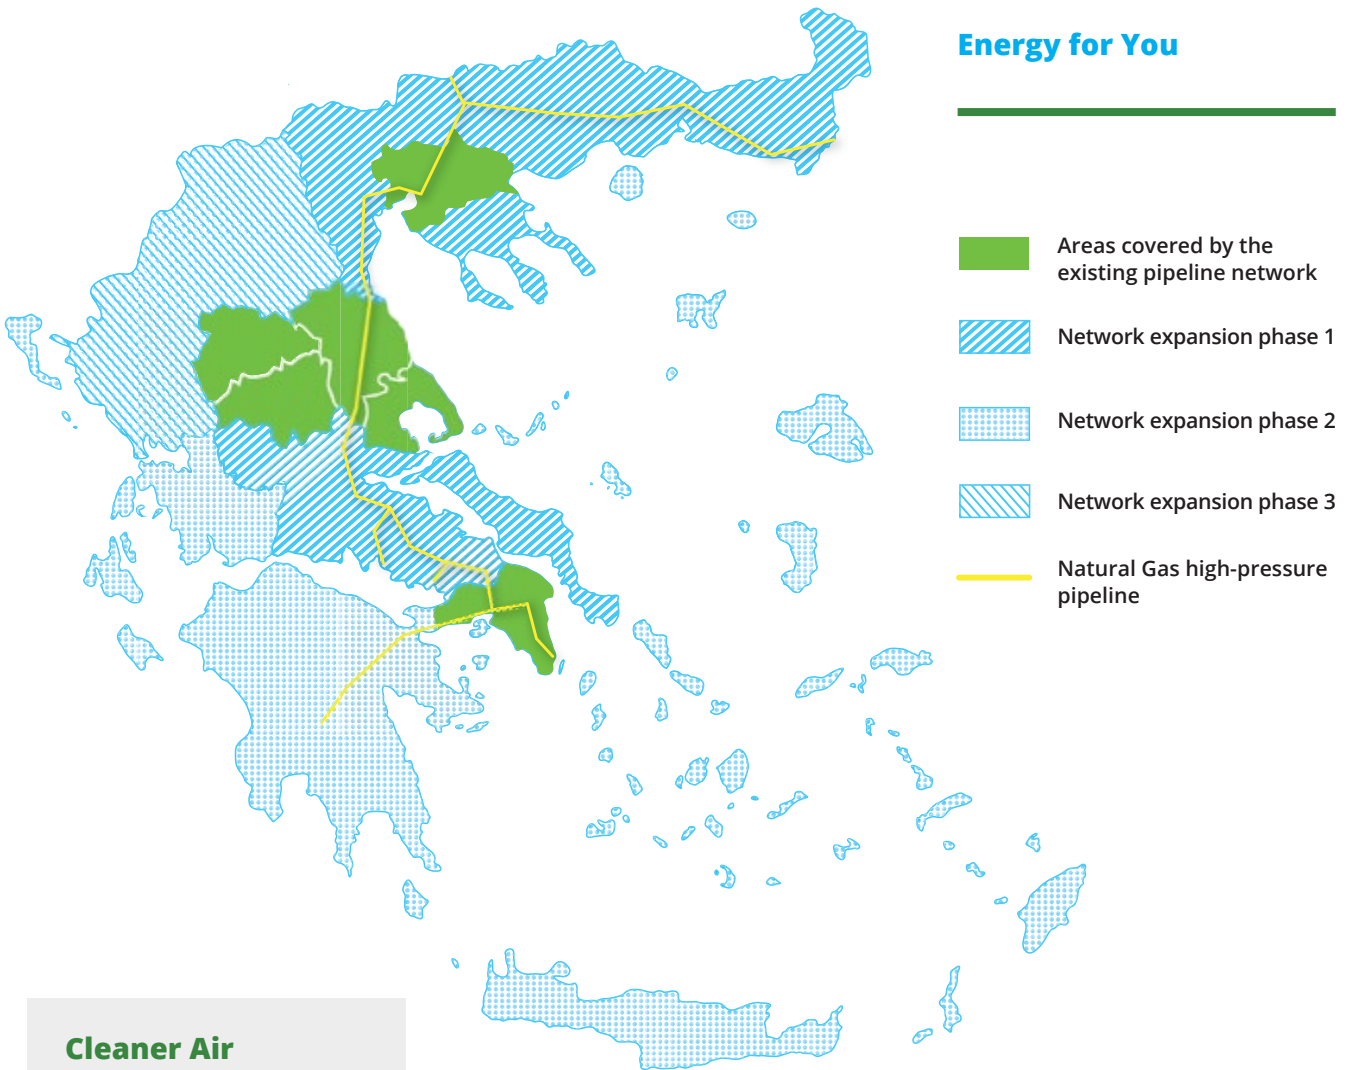 Energy for You
Areas covered by the
existing pipeline network
Network expansion phase 1
Network expansion phase 2
Network expansion phase 3
Natural Gas high-pressure
pipeline
Cleaner Air